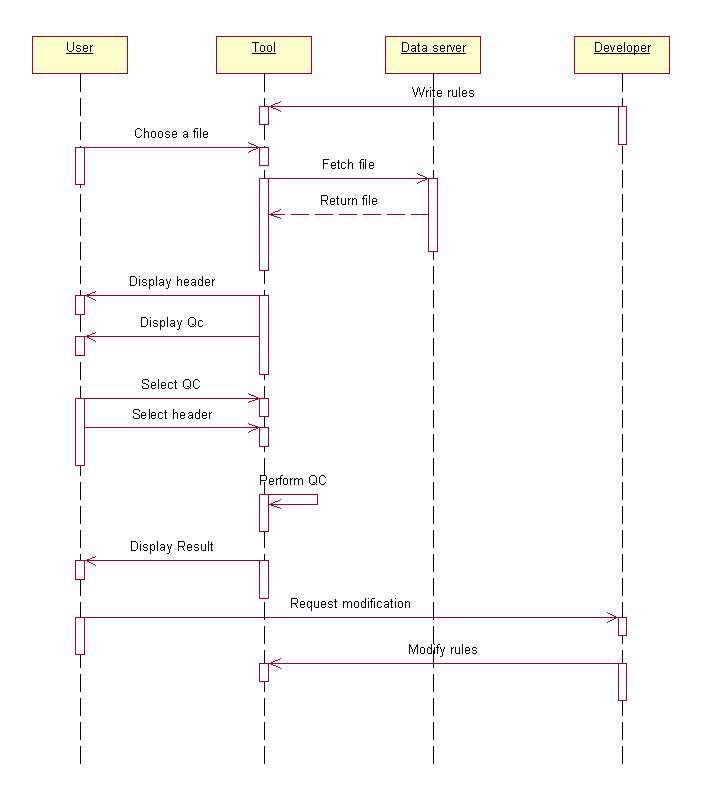 User
Tool
Data server
Developer
Write rules
Choose a file
Fetch file
Return file
Display header
Display Qc
Select QC
Select header
Perform QC
Display Result
Request modification
Modify rules